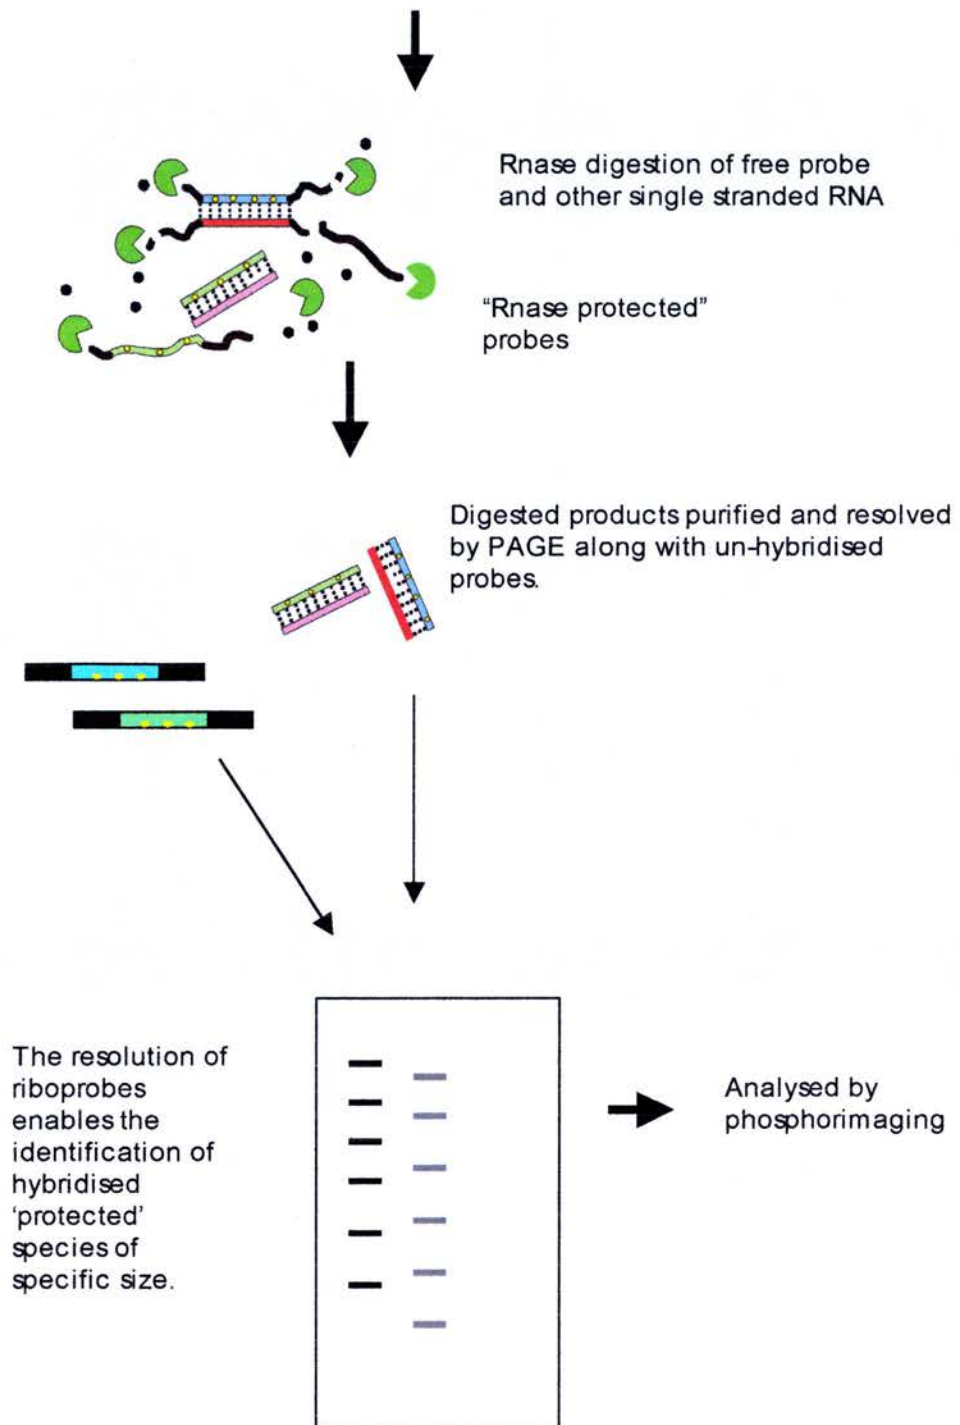 Rnase digestion of free probe
and other single stranded RNA
"Rnase protected"
probes
Digested products purified and resolved
by PAGE along with un-hybridised
probes.
The resolution of
riboprobes
enables the
identification of
hybridised
'protected'
species of
specific size.
Analysed by
phosphorimaging